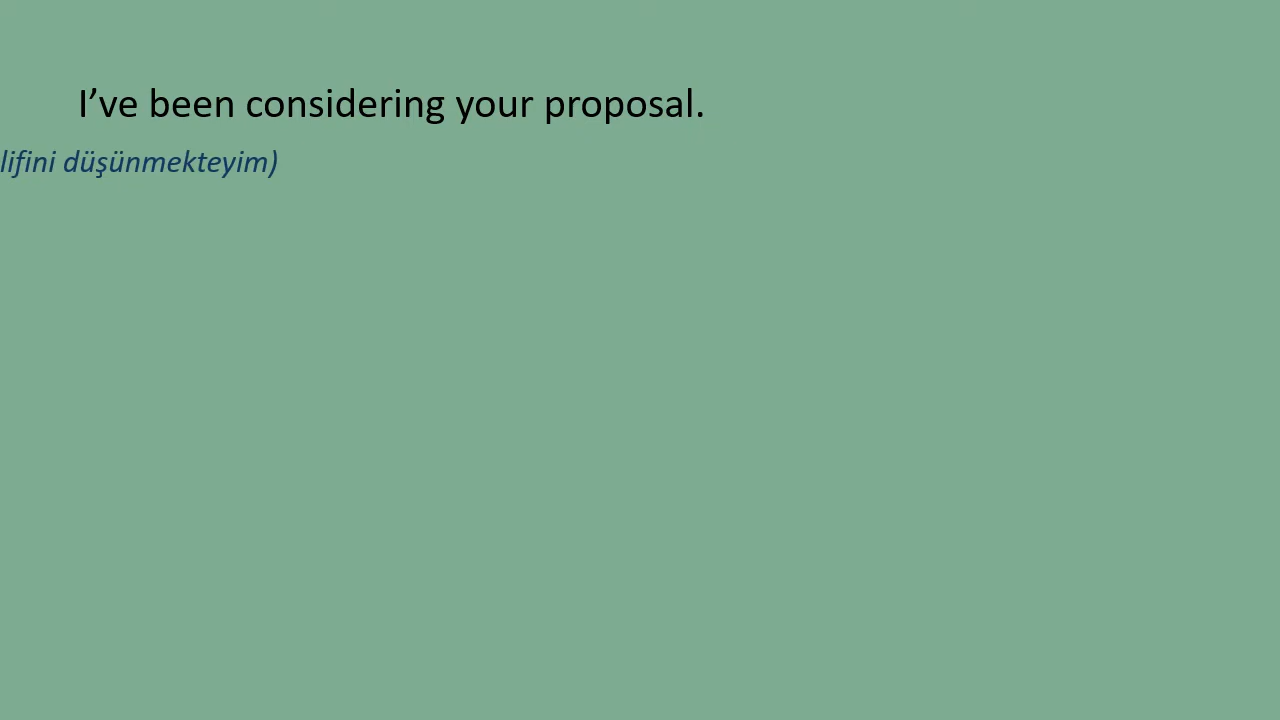 I’ve been considering your proposal.
lifini düşünmekteyim)